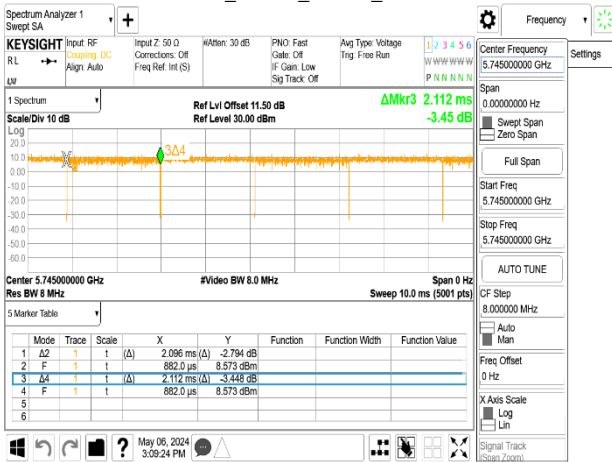 Spectrum Analyzer 1
Swept SA
Frequency
KEYSIGHT
Input: RF
Coupling: DC
Align: Auto
Input Z: 50 Ω
Corrections: Off
Freq Ref: Int (S)
#Atten: 30 dB
PNO: Fast
Gate: Off
IF Gain: Low
Sig Track: Off
Avg Type: Voltage
Trig: Free Run
1 2 3 4 5 6
W W W W W W
P N N N N N
R L
Center Frequency
5.745000000 GHz
Settings
1 Spectrum
Scale/Div 10 dB
Ref Lvl Offset 11.50 dB
Ref Level 30.00 dBm
ΔMkr3 2.112 ms
-3.45 dB
Span
0.00000000 Hz
Swept Span
Zero Span
Full Span
Start Freq
5.745000000 GHz
Stop Freq
5.745000000 GHz
AUTO TUNE
CF Step
8.000000 MHz
Auto
Man
Freq Offset
0 Hz
X Axis Scale
Log
Lin
Signal Track
(Span Zoom)
Log
20.0
10.0
0.00
-10.0
-20.0
-30.0
-40.0
-50.0
-60.0
3Δ4
Center 5.745000000 GHz
Res BW 8 MHz
#Video BW 8.0 MHz
Span 0 Hz
Sweep 10.0 ms (5001 pts)
5 Marker Table
Mode Trace Scale X Y Function Function Width Function Value
1 Δ2 1 t (Δ) 2.096 ms (Δ) -2.794 dB
2 F 1 t 882.0 µs 8.573 dBm
3 Δ4 1 t (Δ) 2.112 ms (Δ) -3.448 dB
4 F 1 t 882.0 µs 8.573 dBm
5
6
May 06, 2024
3:09:24 PM